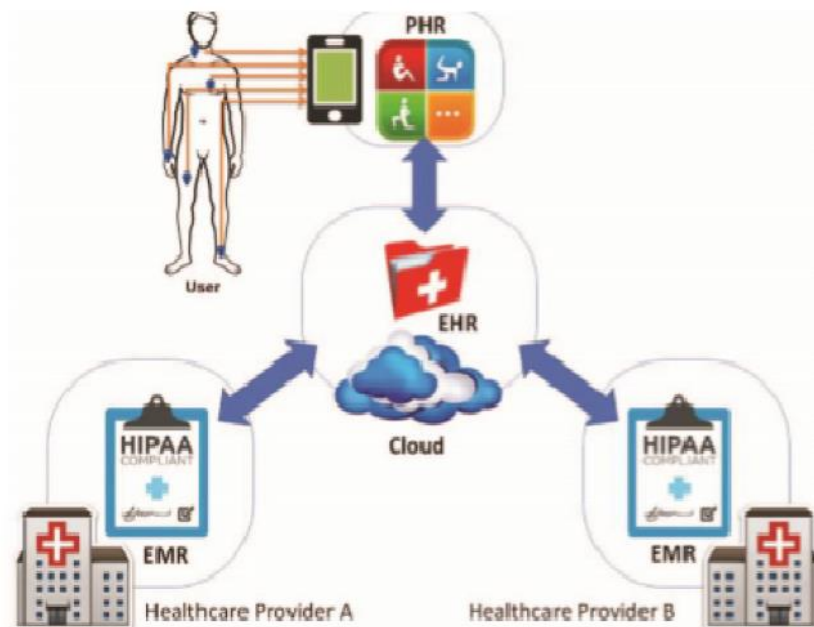 PHR
User
EHR
Cloud
HIPAA
COMPLIANT
EMR
HIPAA
COMPLIANT
EMR
Healthcare Provider A
Healthcare Provider B